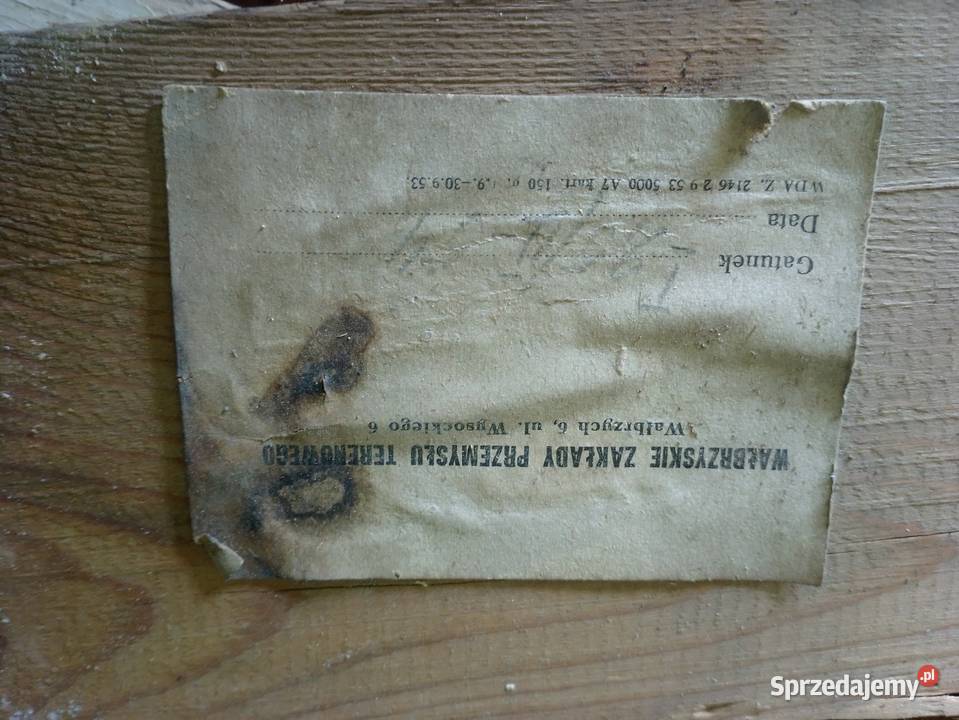 WAŁBRZYSKIE ZAKŁADY PRZEMYSŁU TERENOWEGO
Wałbrzych 6, ul. Wysockiego 6
Gatunek
Data
WDA Z. 2146 2 9 53 5000 A7 kart. 150 g. 1.9.—30.9.53.
Sprzedajemy.pl